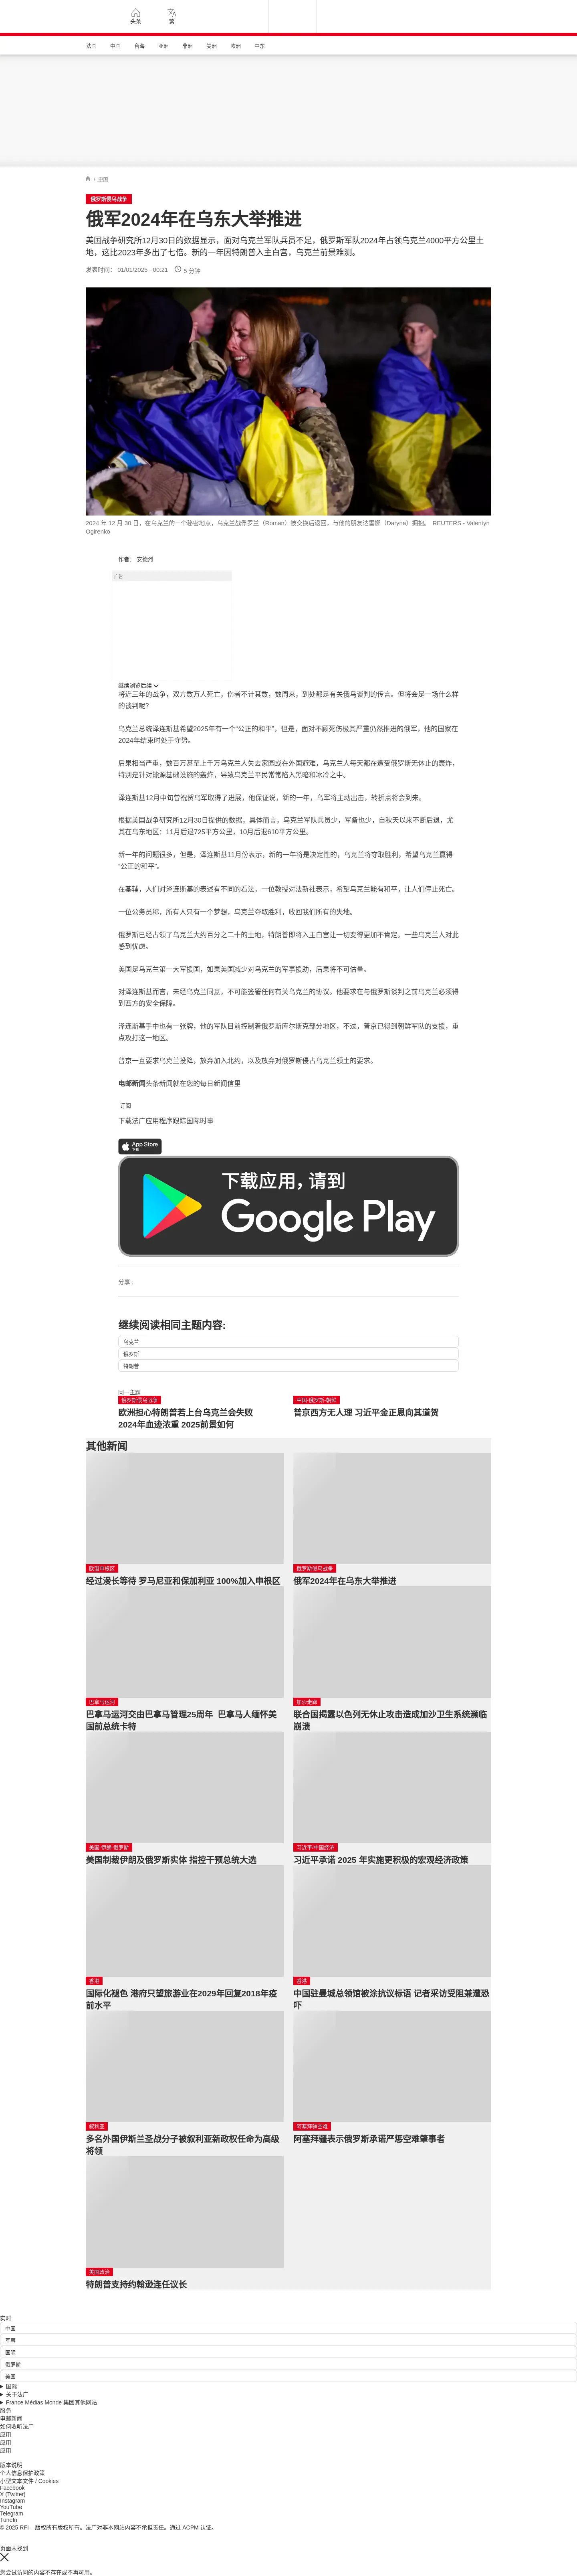 头条
繁
法国 中国 台海 亚洲 非洲 美洲 欧洲 中东
/ 中国
俄罗斯侵乌战争
俄军2024年在乌东大举推进
美国战争研究所12月30日的数据显示，面对乌克兰军队兵员不足，俄罗斯军队2024年占领乌克兰4000平方公里土
地，这比2023年多出了七倍。新的一年因特朗普入主白宫，乌克兰前景难测。
发表时间： 01/01/2025 - 00:21 5 分钟
2024 年 12 月 30 日，在乌克兰的一个秘密地点，乌克兰战俘罗兰（Roman）被交换后返回，与他的朋友达雷娜（Daryna）拥抱。 REUTERS - Valentyn
Ogirenko
作者： 安德烈
广告
继续浏览后续
将近三年的战争，双方数万人死亡，伤者不计其数，数周来，到处都是有关俄乌谈判的传言。但将会是一场什么样
的谈判呢？
乌克兰总统泽连斯基希望2025年有一个“公正的和平”，但是，面对不顾死伤极其严重仍然推进的俄军，他的国家在
2024年结束时处于守势。
后果相当严重，数百万甚至上千万乌克兰人失去家园或在外国避难，乌克兰人每天都在遭受俄罗斯无休止的轰炸，
特别是针对能源基础设施的轰炸，导致乌克兰平民常常陷入黑暗和冰冷之中。
泽连斯基12月中旬曾祝贺乌军取得了进展，他保证说，新的一年，乌军将主动出击，转折点将会到来。
根据美国战争研究所12月30日提供的数据，具体而言，乌克兰军队兵员少，军备也少，自秋天以来不断后退，尤
其在乌东地区：11月后退725平方公里，10月后退610平方公里。
新一年的问题很多，但是，泽连斯基11月份表示，新的一年将是决定性的，乌克兰将夺取胜利，希望乌克兰赢得
“公正的和平”。
在基辅，人们对泽连斯基的表述有不同的看法，一位教授对法新社表示，希望乌克兰能有和平，让人们停止死亡。
一位公务员称，所有人只有一个梦想，乌克兰夺取胜利，收回我们所有的失地。
俄罗斯已经占领了乌克兰大约百分之二十的土地，特朗普即将入主白宫让一切变得更加不肯定。一些乌克兰人对此
感到忧虑。
美国是乌克兰第一大军援国，如果美国减少对乌克兰的军事援助，后果将不可估量。
对泽连斯基而言，未经乌克兰同意，不可能签署任何有关乌克兰的协议。他要求在与俄罗斯谈判之前乌克兰必须得
到西方的安全保障。
泽连斯基手中也有一张牌，他的军队目前控制着俄罗斯库尔斯克部分地区，不过，普京已得到朝鲜军队的支援，重
点攻打这一地区。
普京一直要求乌克兰投降，放弃加入北约，以及放弃对俄罗斯侵占乌克兰领土的要求。
电邮新闻头条新闻就在您的每日新闻信里
订阅
下载法广应用程序跟踪国际时事
App Store
下载
下载应用，请到
Google Play
分享 :
继续阅读相同主题内容:
乌克兰
俄罗斯
特朗普
同一主题
俄罗斯侵乌战争
欧洲担心特朗普若上台乌克兰会失败
2024年血迹浓重 2025前景如何
中国-俄罗斯-朝鲜
普京西方无人理 习近平金正恩向其道贺
其他新闻
欧盟申根区
经过漫长等待 罗马尼亚和保加利亚 100%加入申根区
俄罗斯侵乌战争
俄军2024年在乌东大举推进
巴拿马运河
巴拿马运河交由巴拿马管理25周年 巴拿马人缅怀美
国前总统卡特
加沙走廊
联合国揭露以色列无休止攻击造成加沙卫生系统濒临
崩溃
美国-伊朗-俄罗斯
美国制裁伊朗及俄罗斯实体 指控干预总统大选
习近平/中国经济
习近平承诺 2025 年实施更积极的宏观经济政策
香港
国际化褪色 港府只望旅游业在2029年回复2018年疫
前水平
香港
中国驻曼城总领馆被涂抗议标语 记者采访受阻兼遭恐
吓
叙利亚
多名外国伊斯兰圣战分子被叙利亚新政权任命为高级
将领
阿塞拜疆空难
阿塞拜疆表示俄罗斯承诺严惩空难肇事者
美国政治
特朗普支持约翰逊连任议长
实时
中国
军事
国际
俄罗斯
美国
国际
关于法广
France Médias Monde 集团其他网站
服务
电邮新闻
如何收听法广
应用
应用
应用
版本说明
个人信息保护政策
小型文本文件 / Cookies
Facebook
X (Twitter)
Instagram
YouTube
Telegram
TuneIn
© 2025 RFI – 版权所有版权所有。法广对非本网站内容不承担责任。通过 ACPM 认证。
页面未找到
您尝试访问的内容不存在或不再可用。